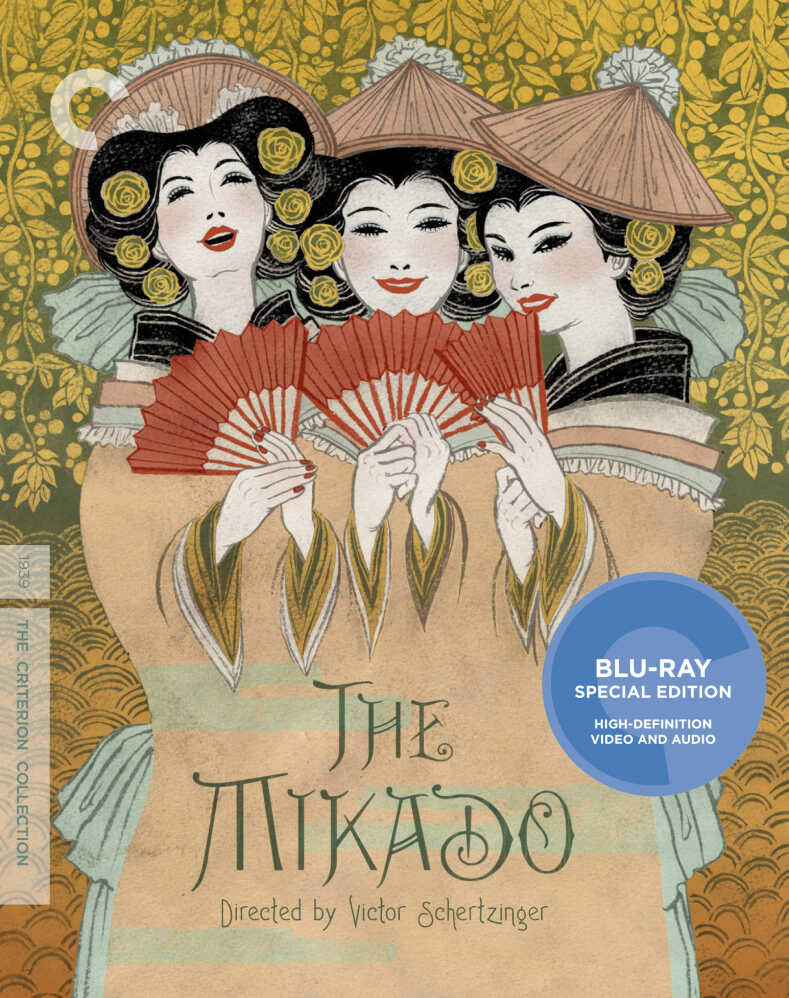 1939
THE CRITERION COLLECTION
BLU-RAY
SPECIAL EDITION
HIGH-DEFINITION
VIDEO AND AUDIO
THE
MIKADO
Directed by Victor Schertzinger